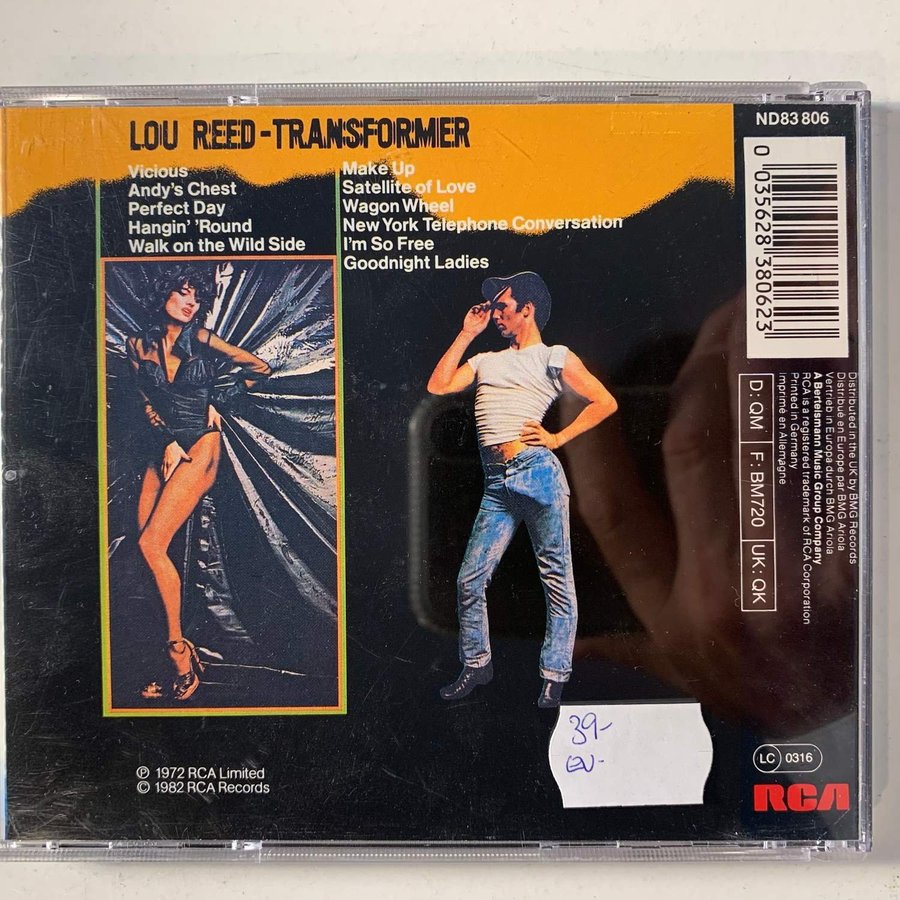 LOU REED-TRANSFORMER
Vicious
Andy's Chest
Perfect Day
Hangin' 'Round
Walk on the Wild Side
Make Up
Satellite of Love
Wagon Wheel
New York Telephone Conversation
I'm So Free
Goodnight Ladies
ND83806
0 035628 380623
D: QM
F: BM720
UK: QK
Distributed in the UK by BMG Records
Distribué en Europe par BMG Ariola
Vertrieb in Europa durch BMG Ariola
A Bertelsmann Music Group Company
RCA is a registered trademark of RCA Corporation
Printed in Germany
Imprimé en Allemagne
39-
℗ 1972 RCA Limited
© 1982 RCA Records
LC 0316
RCA